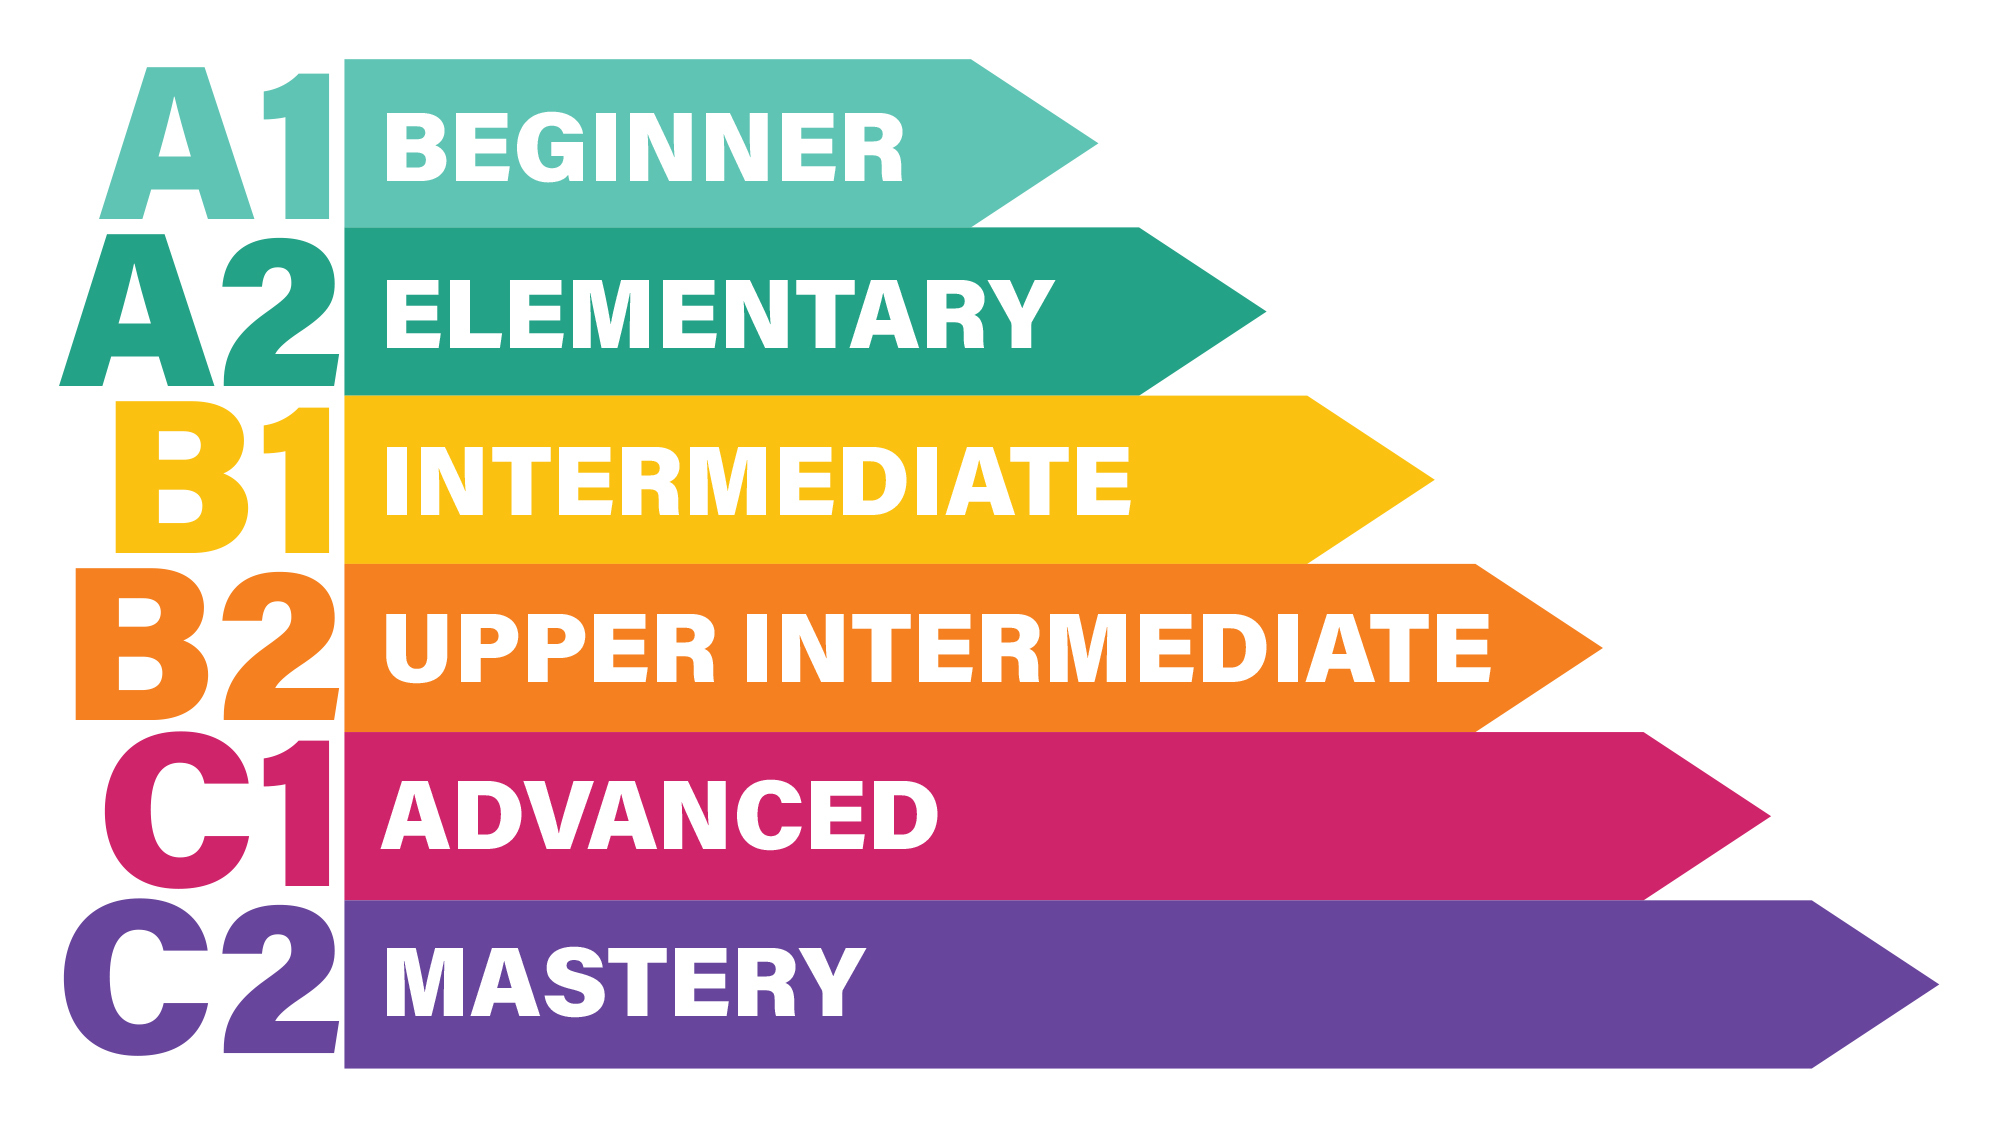 A1 BEGINNER
A2 ELEMENTARY
B1 INTERMEDIATE
B2 UPPER INTERMEDIATE
C1 ADVANCED
C2 MASTERY